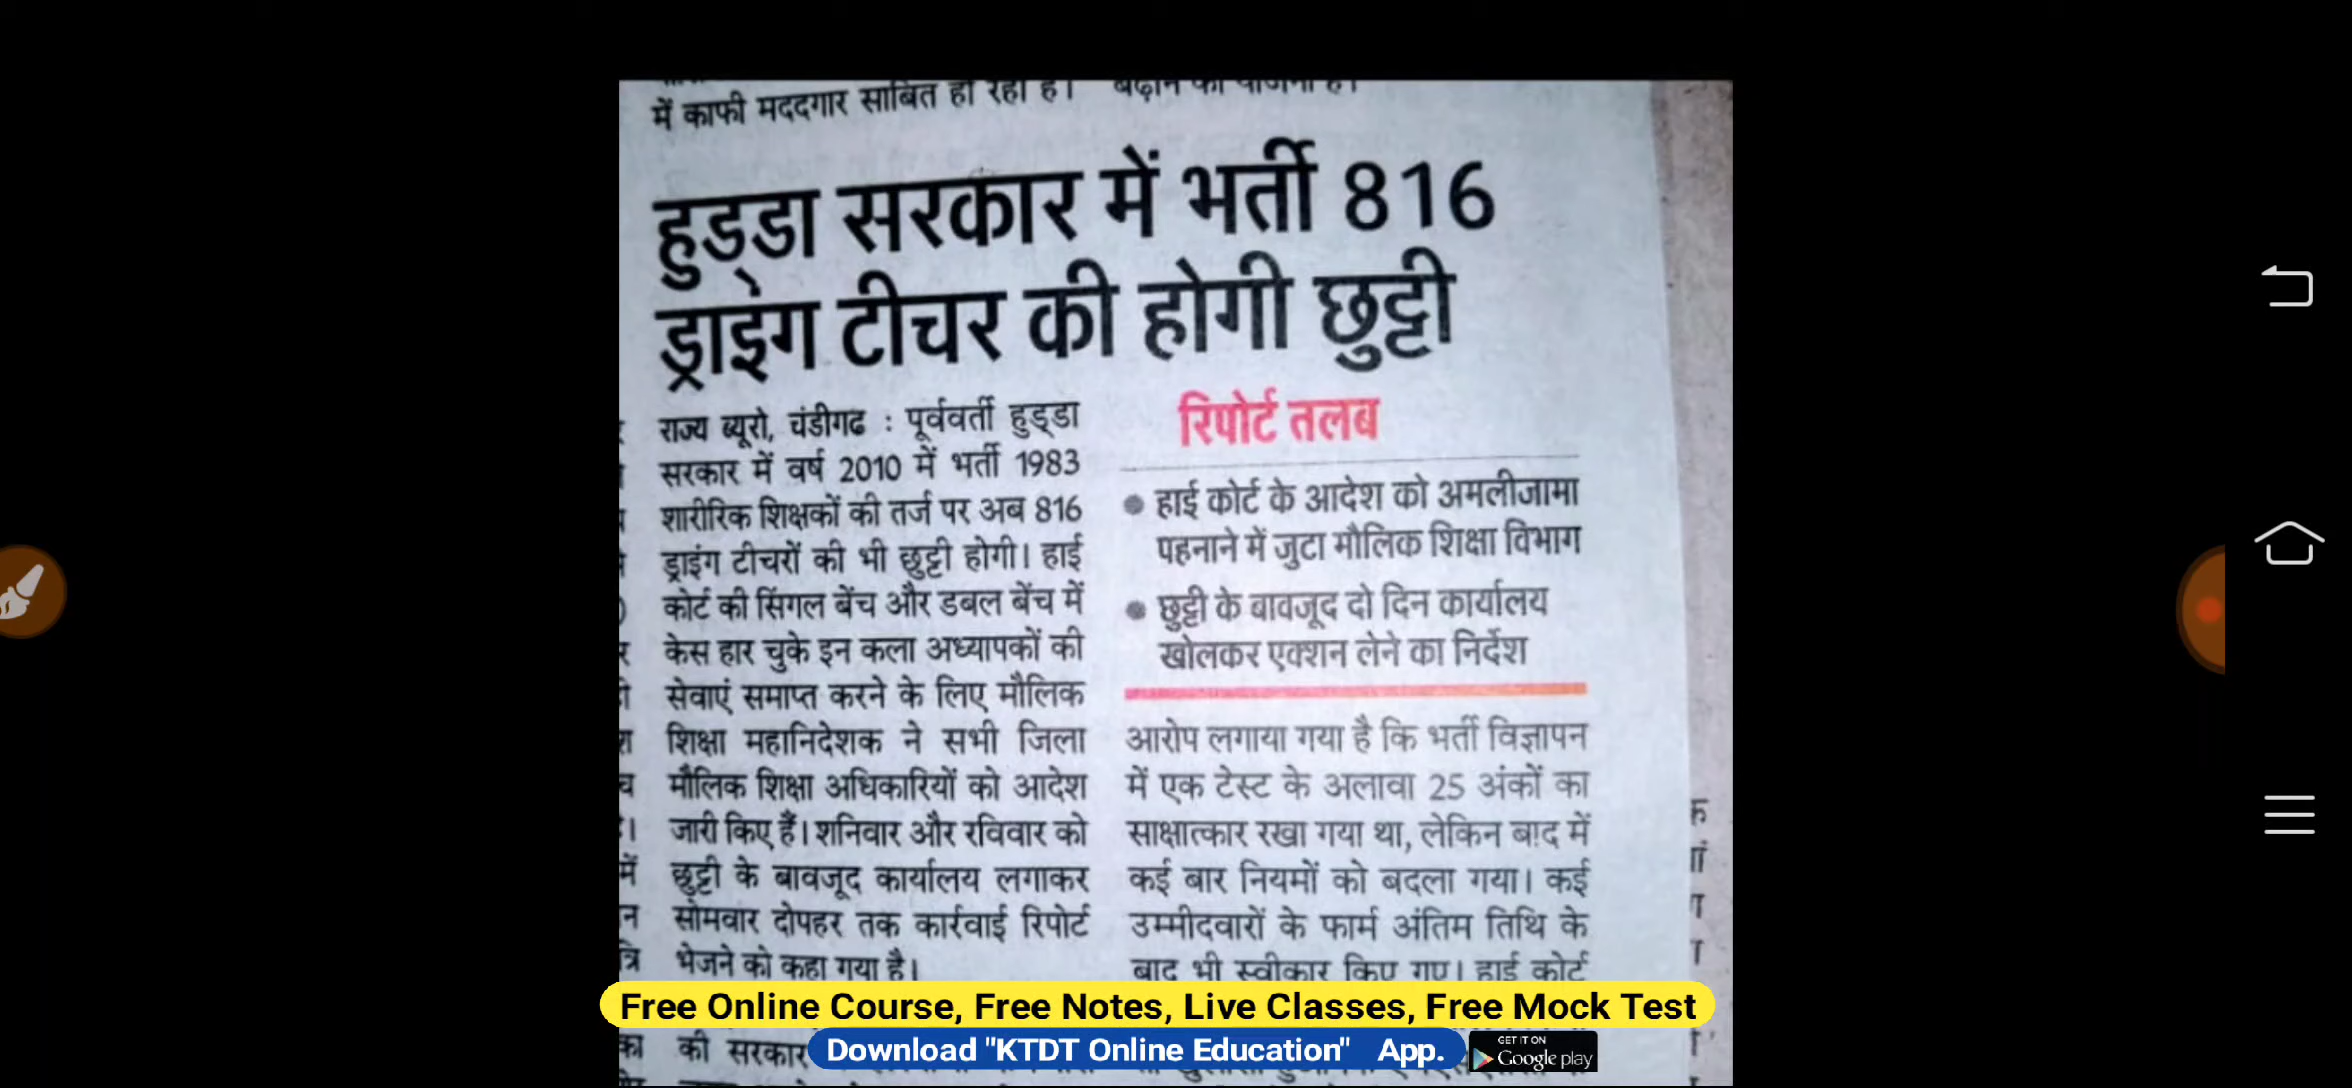 में काफी मददगार साबित हो रहा है।
बढ़ाने की योजना है।
हुड्डा सरकार में भर्ती 816
ड्राइंग टीचर की होगी छुट्टी
राज्य ब्यूरो, चंडीगढ : पूर्ववर्ती हुड्डा
सरकार में वर्ष 2010 में भर्ती 1983
शारीरिक शिक्षकों की तर्ज पर अब 816
ड्राइंग टीचरों की भी छुट्टी होगी। हाई
कोर्ट की सिंगल बेंच और डबल बेंच में
केस हार चुके इन कला अध्यापकों की
सेवाएं समाप्त करने के लिए मौलिक
शिक्षा महानिदेशक ने सभी जिला
मौलिक शिक्षा अधिकारियों को आदेश
जारी किए हैं। शनिवार और रविवार को
छुट्टी के बावजूद कार्यालय लगाकर
सोमवार दोपहर तक कार्रवाई रिपोर्ट
भेजने को कहा गया है।
की सरकार
रिपोर्ट तलब
● हाई कोर्ट के आदेश को अमलीजामा
पहनाने में जुटा मौलिक शिक्षा विभाग
● छुट्टी के बावजूद दो दिन कार्यालय
खोलकर एक्शन लेने का निर्देश
आरोप लगाया गया है कि भर्ती विज्ञापन
में एक टेस्ट के अलावा 25 अंकों का
साक्षात्कार रखा गया था, लेकिन बाद में
कई बार नियमों को बदला गया। कई
उम्मीदवारों के फार्म अंतिम तिथि के
बाद भी स्वीकार किए गए। हाई कोर्ट
Free Online Course, Free Notes, Live Classes, Free Mock Test
Download "KTDT Online Education" App.
GET IT ON
Google play